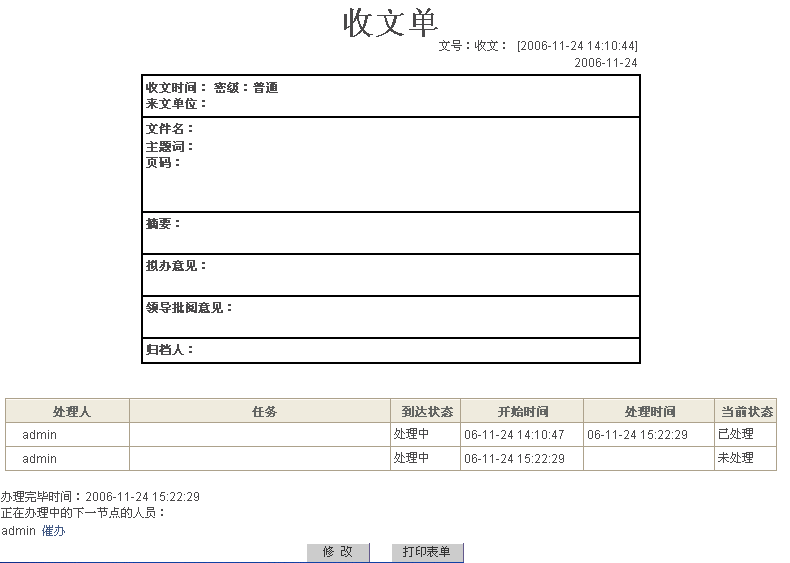 收文单
文号：收文： [2006-11-24 14:10:44]
2006-11-24
收文时间： 密级：普通
来文单位：
文件名：
主题词：
页码：
摘要：
拟办意见：
领导批阅意见：
归档人：
处理人 任务 到达状态 开始时间 处理时间 当前状态
admin 处理中 06-11-24 14:10:47 06-11-24 15:22:29 已处理
admin 处理中 06-11-24 15:22:29 未处理
办理完毕时间：2006-11-24 15:22:29
正在办理中的下一节点的人员：
admin 催办
修 改 打印表单